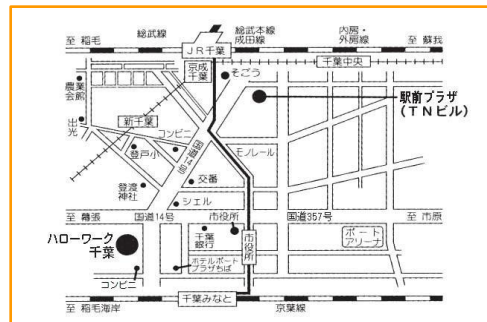 総武線
総武本線
成田線
内房・
外房線
至 稲毛
JR千葉
至 蘇我
京成
千葉
千葉中央
そごう
農業
会館
駅前プラザ
(TNビル)
新千葉
出光
コンビニ
国道14号
モノレール
登戸小
交番
登渡
神社
シェル
至 幕張
国道14号
市役所
国道357号
至 市原
ハローワーク
千葉
千葉
銀行
市役所
ポート
アリーナ
ホテルポート
プラザちば
コンビニ
千葉みなと
至 稲毛海岸
京葉線